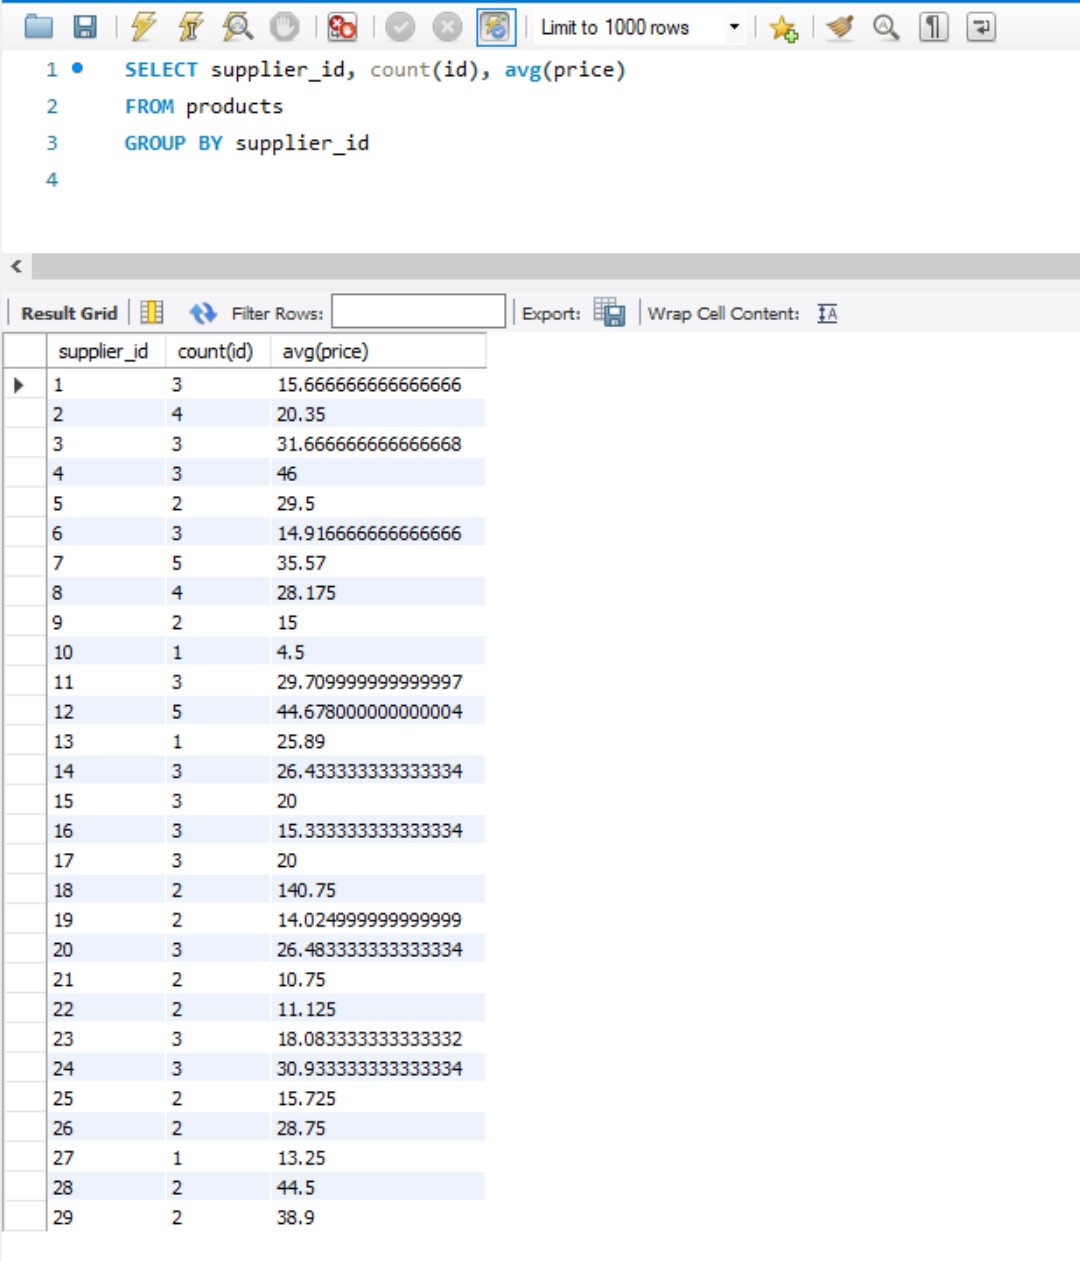 Limit to 1000 rows
1 SELECT supplier_id, count(id), avg(price)
2 FROM products
3 GROUP BY supplier_id
4
Result Grid Filter Rows: Export: Wrap Cell Content:
supplier_id count(id) avg(price)
1 3 15.666666666666666
2 4 20.35
3 3 31.666666666666668
4 3 46
5 2 29.5
6 3 14.916666666666666
7 5 35.57
8 4 28.175
9 2 15
10 1 4.5
11 3 29.709999999999997
12 5 44.678000000000004
13 1 25.89
14 3 26.433333333333334
15 3 20
16 3 15.333333333333334
17 3 20
18 2 140.75
19 2 14.024999999999999
20 3 26.483333333333334
21 2 10.75
22 2 11.125
23 3 18.083333333333332
24 3 30.933333333333334
25 2 15.725
26 2 28.75
27 1 13.25
28 2 44.5
29 2 38.9